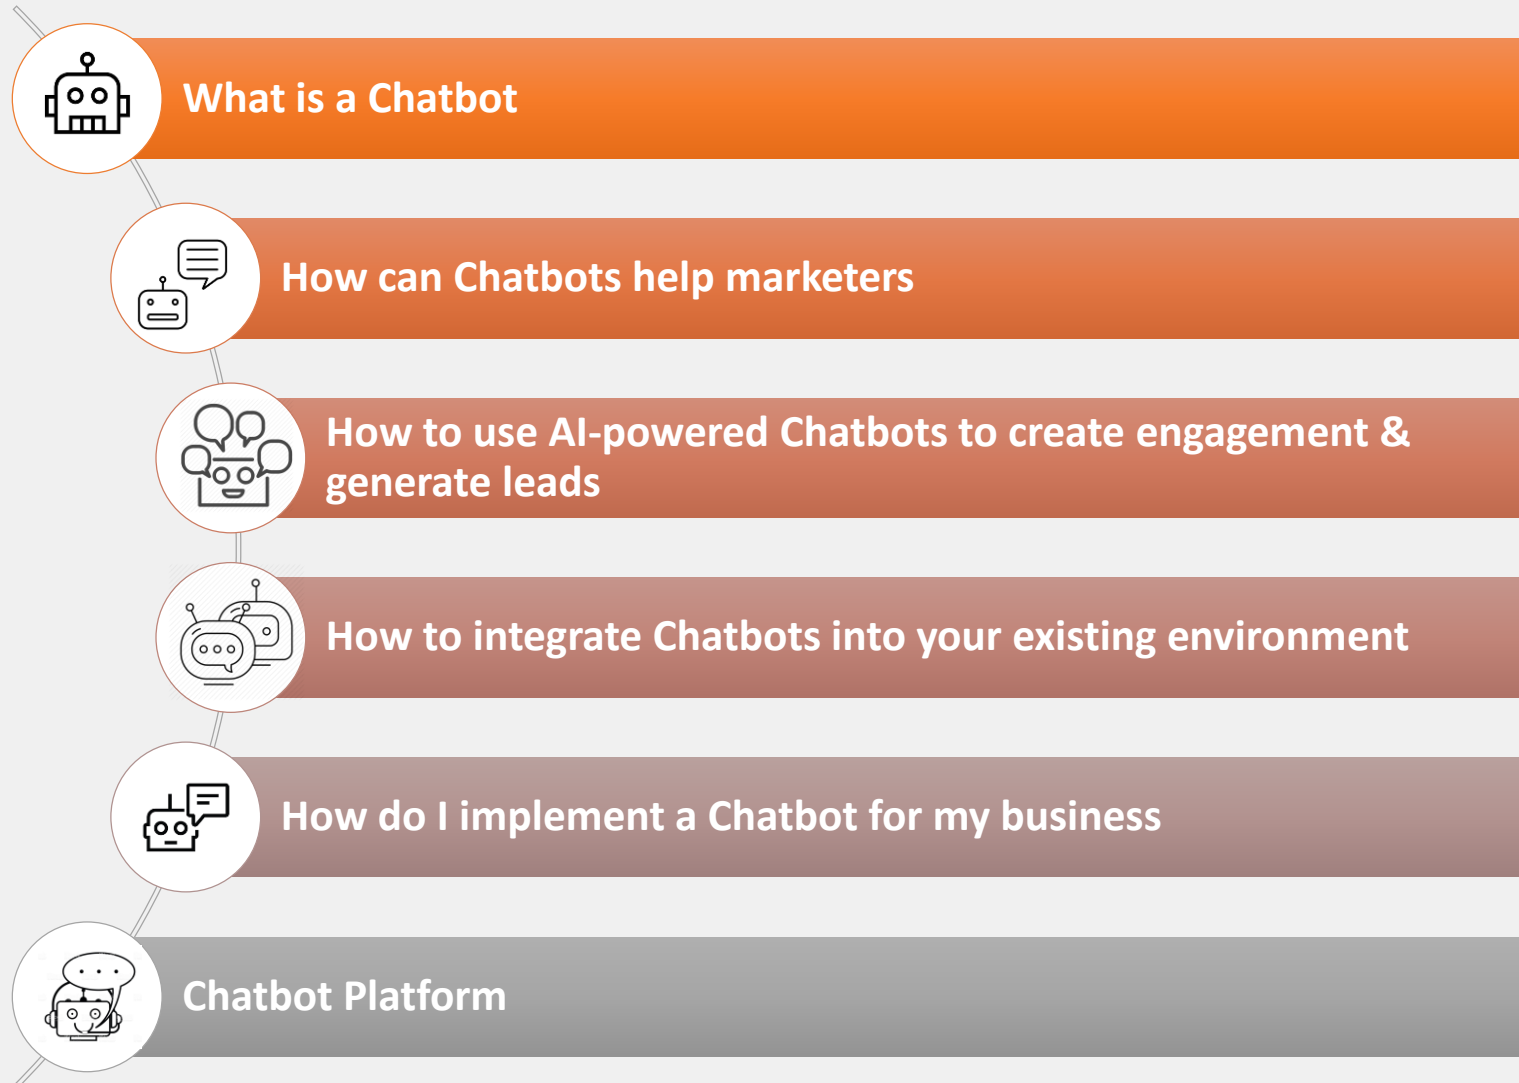 What is a Chatbot
How can Chatbots help marketers
How to use AI-powered Chatbots to create engagement &
generate leads
How to integrate Chatbots into your existing environment
How do I implement a Chatbot for my business
Chatbot Platform